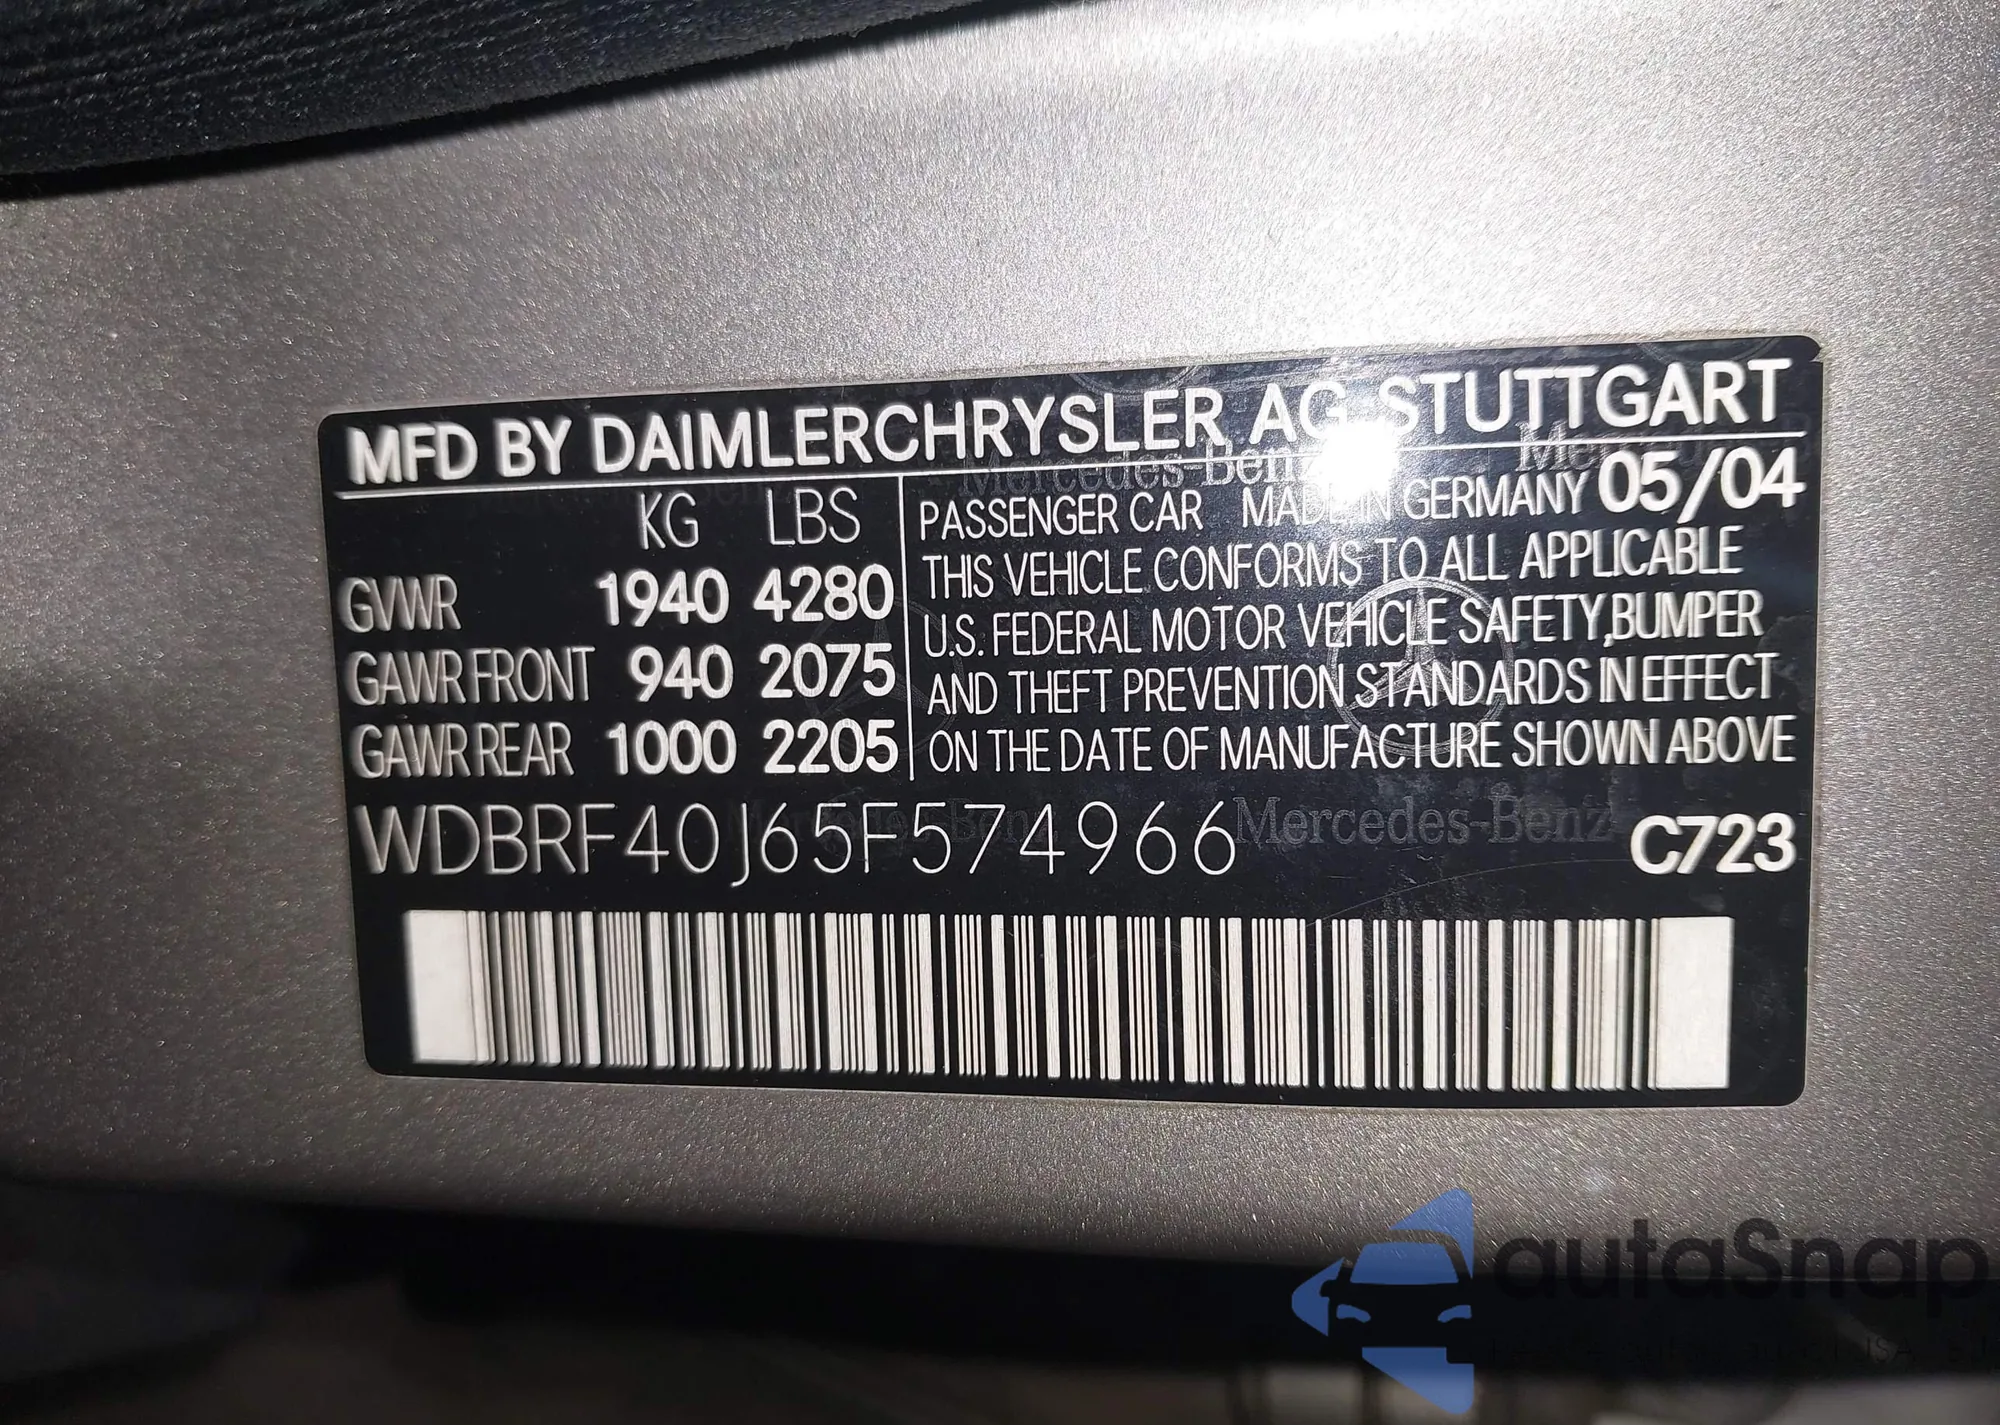 MFD BY DAIMLERCHRYSLER AG STUTTGART
KG LBS
GVWR 1940 4280
GAWR FRONT 940 2075
GAWR REAR 1000 2205
PASSENGER CAR MADE IN GERMANY 05/04
THIS VEHICLE CONFORMS TO ALL APPLICABLE
U.S. FEDERAL MOTOR VEHICLE SAFETY, BUMPER
AND THEFT PREVENTION STANDARDS IN EFFECT
ON THE DATE OF MANUFACTURE SHOWN ABOVE
WDBRF40J65F574966 Mercedes-Benz C723
autaSnap